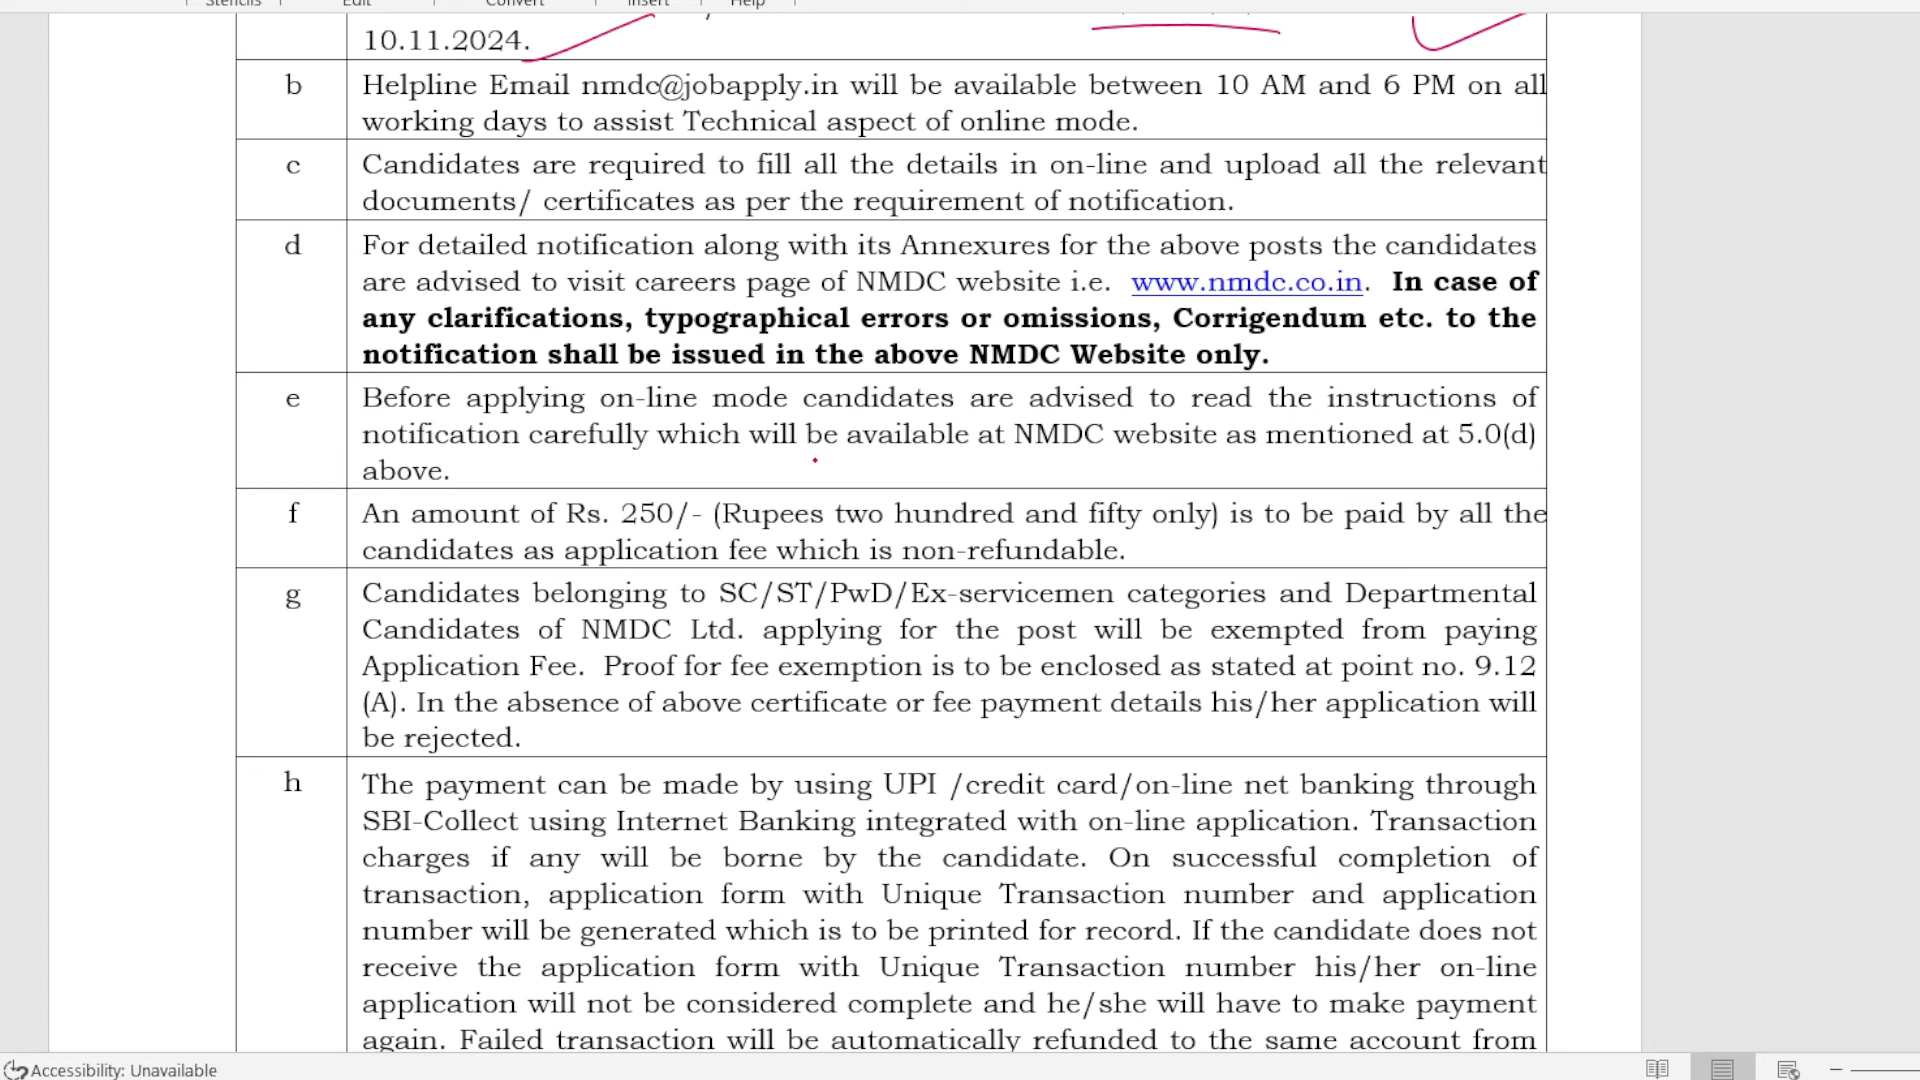 Stencils Edit Convert Insert Help
10.11.2024.
b Helpline Email nmdc@jobapply.in will be available between 10 AM and 6 PM on all
working days to assist Technical aspect of online mode.
c Candidates are required to fill all the details in on-line and upload all the relevant
documents/ certificates as per the requirement of notification.
d For detailed notification along with its Annexures for the above posts the candidates
are advised to visit careers page of NMDC website i.e. www.nmdc.co.in. In case of
any clarifications, typographical errors or omissions, Corrigendum etc. to the
notification shall be issued in the above NMDC Website only.
e Before applying on-line mode candidates are advised to read the instructions of
notification carefully which will be available at NMDC website as mentioned at 5.0(d)
above.
f An amount of Rs. 250/- (Rupees two hundred and fifty only) is to be paid by all the
candidates as application fee which is non-refundable.
g Candidates belonging to SC/ST/PwD/Ex-servicemen categories and Departmental
Candidates of NMDC Ltd. applying for the post will be exempted from paying
Application Fee. Proof for fee exemption is to be enclosed as stated at point no. 9.12
(A). In the absence of above certificate or fee payment details his/her application will
be rejected.
h The payment can be made by using UPI /credit card/on-line net banking through
SBI-Collect using Internet Banking integrated with on-line application. Transaction
charges if any will be borne by the candidate. On successful completion of
transaction, application form with Unique Transaction number and application
number will be generated which is to be printed for record. If the candidate does not
receive the application form with Unique Transaction number his/her on-line
application will not be considered complete and he/she will have to make payment
again. Failed transaction will be automatically refunded to the same account from
Accessibility: Unavailable